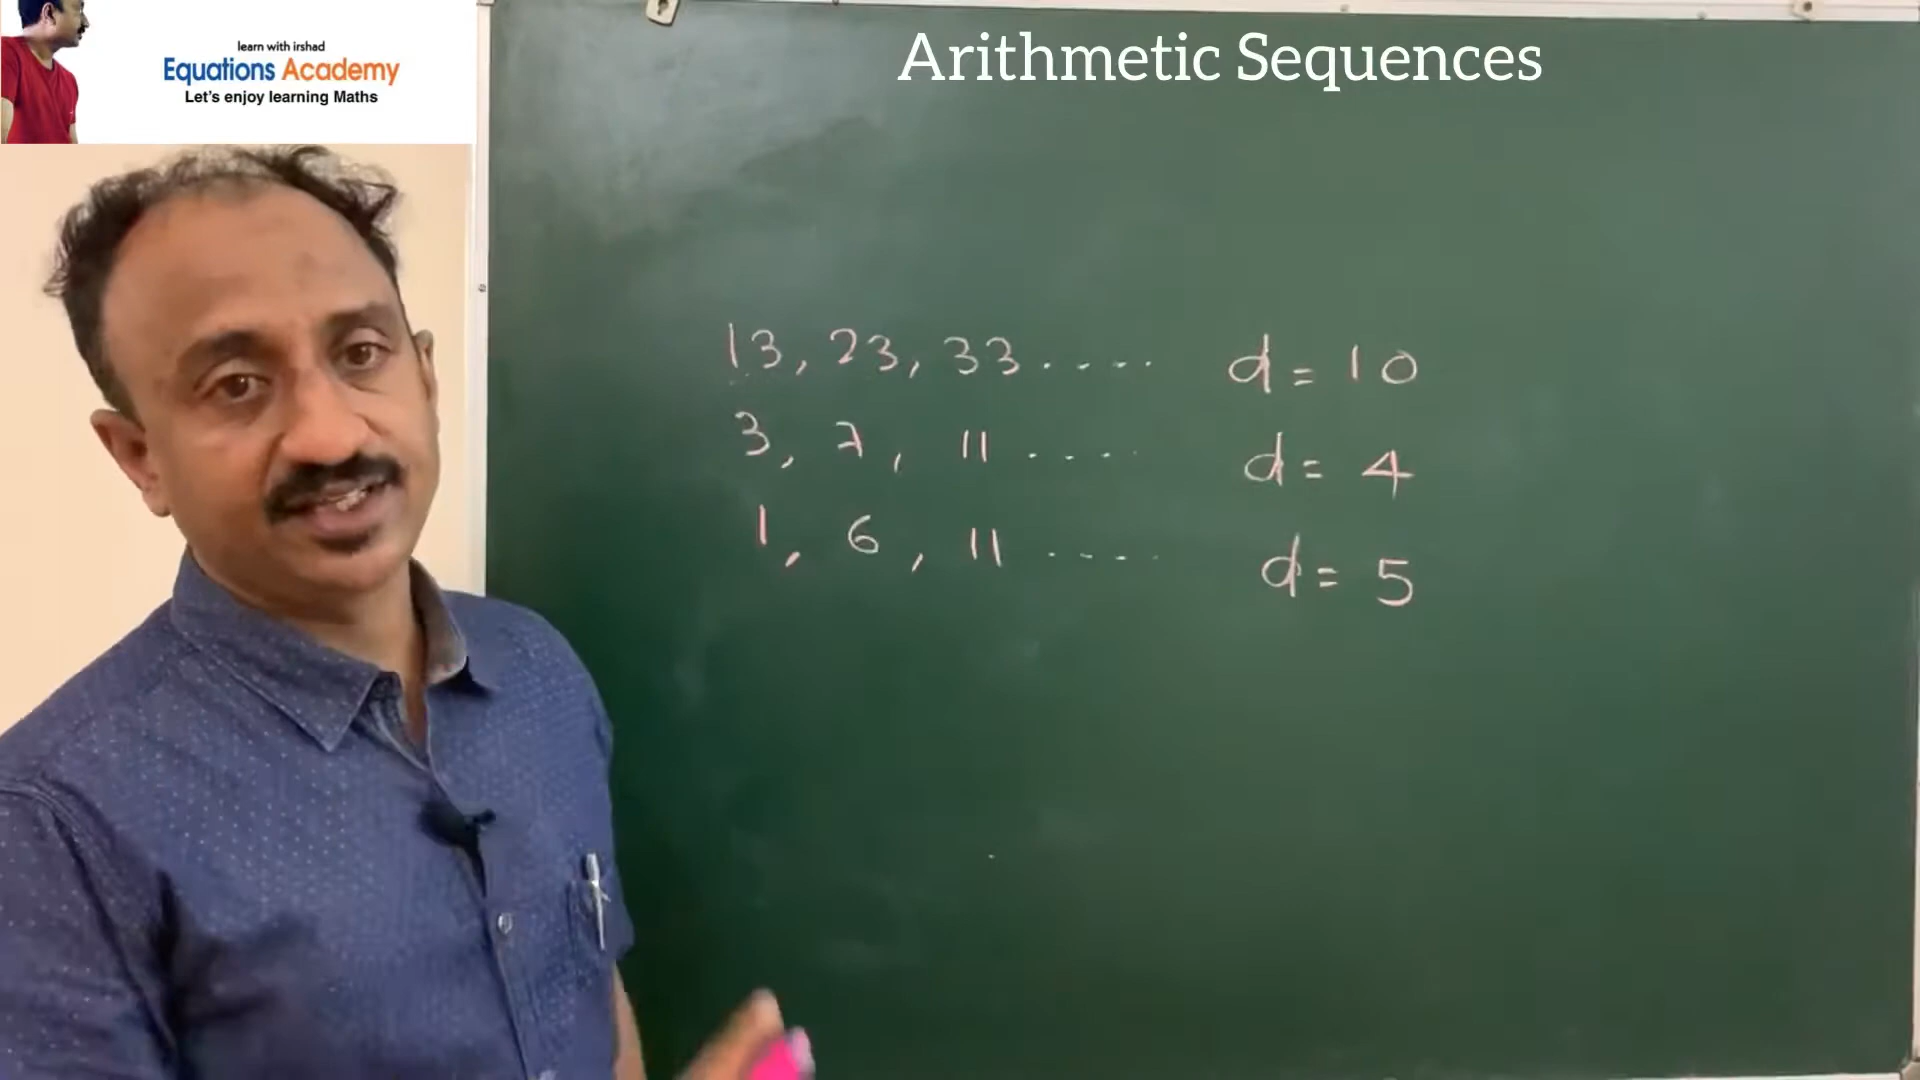 learn with irshad
Equations Academy
Let's enjoy learning Maths
Arithmetic Sequences
13, 23, 33 . . . . d = 10
3, 7, 11 . . . . d = 4
1, 6, 11 . . . . d = 5